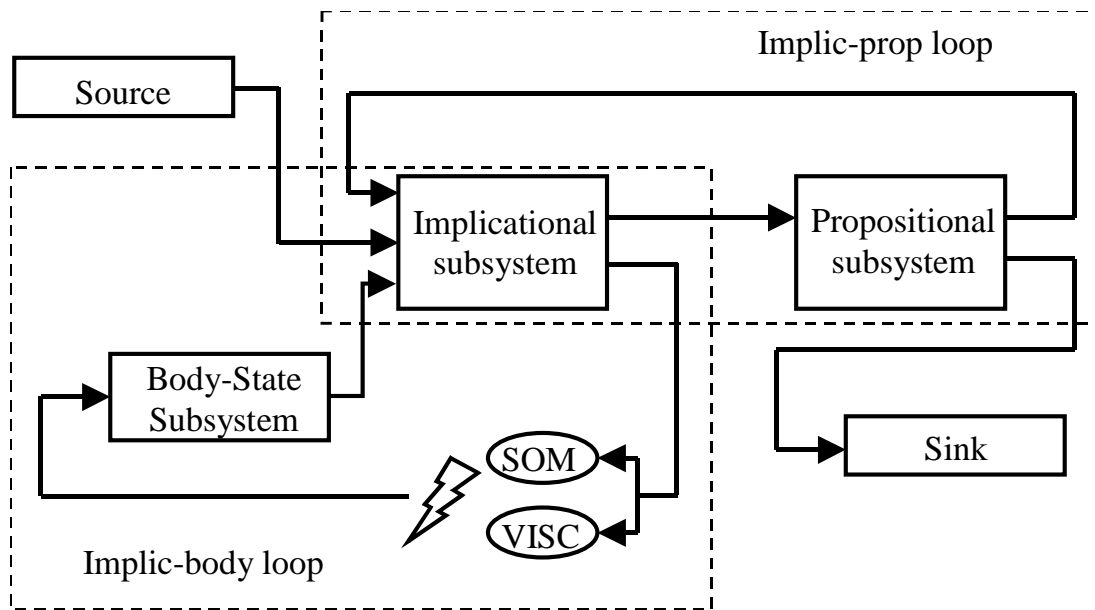 Implic-prop loop
Source
Implicational
subsystem
Propositional
subsystem
Body-State
Subsystem
SOM
Sink
VISC
Implic-body loop